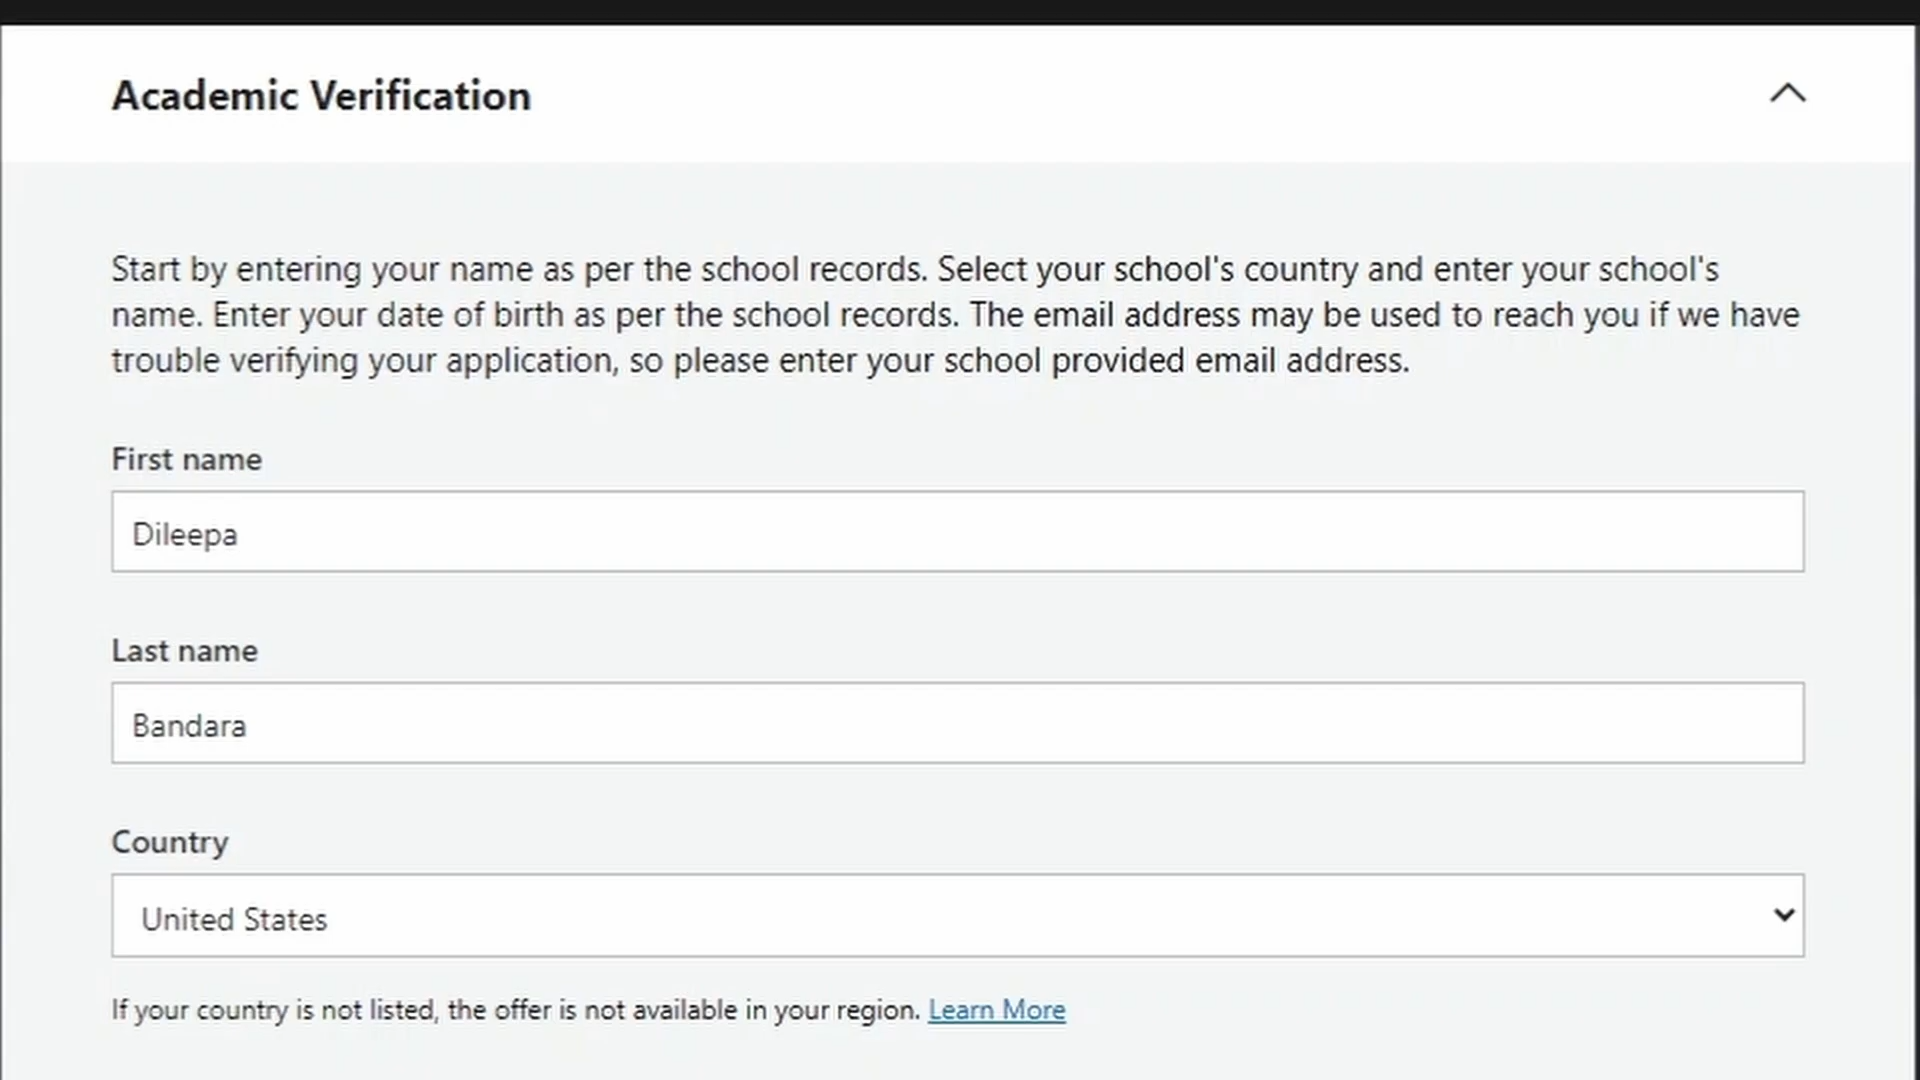 Academic Verification
Start by entering your name as per the school records. Select your school's country and enter your school's
name. Enter your date of birth as per the school records. The email address may be used to reach you if we have
trouble verifying your application, so please enter your school provided email address.
First name
Dileepa
Last name
Bandara
Country
United States
If your country is not listed, the offer is not available in your region. Learn More